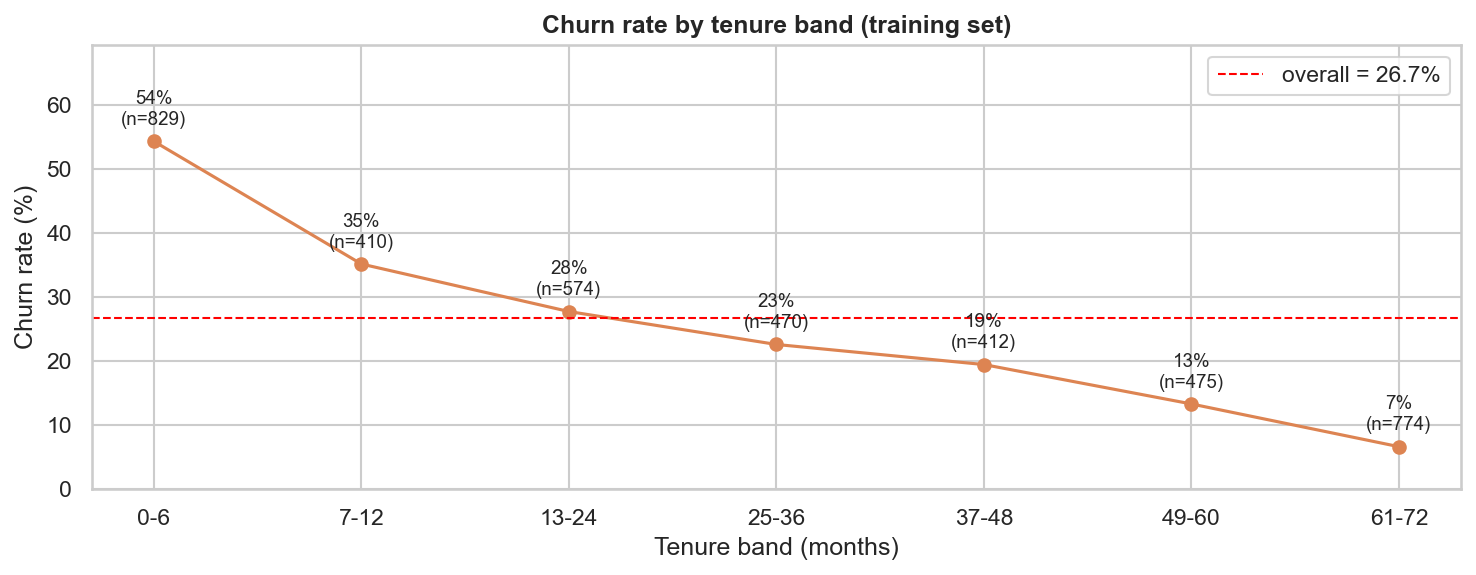 Churn rate by tenure band (training set)
overall = 26.7%
Churn rate (%)
60
50
40
30
20
10
0
54%
(n=829)
35%
(n=410)
28%
(n=574)
23%
(n=470)
19%
(n=412)
13%
(n=475)
7%
(n=774)
0-6
7-12
13-24
25-36
37-48
49-60
61-72
Tenure band (months)